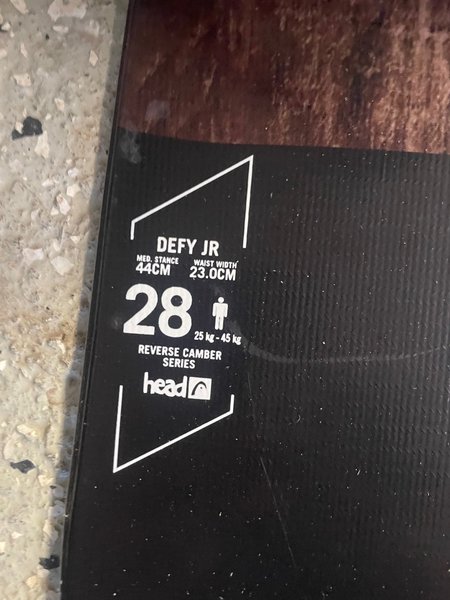 DEFY JR
MED. STANCE WAIST WIDTH
44CM 23.0CM
28
25 kg - 45 kg
REVERSE CAMBER
SERIES
head